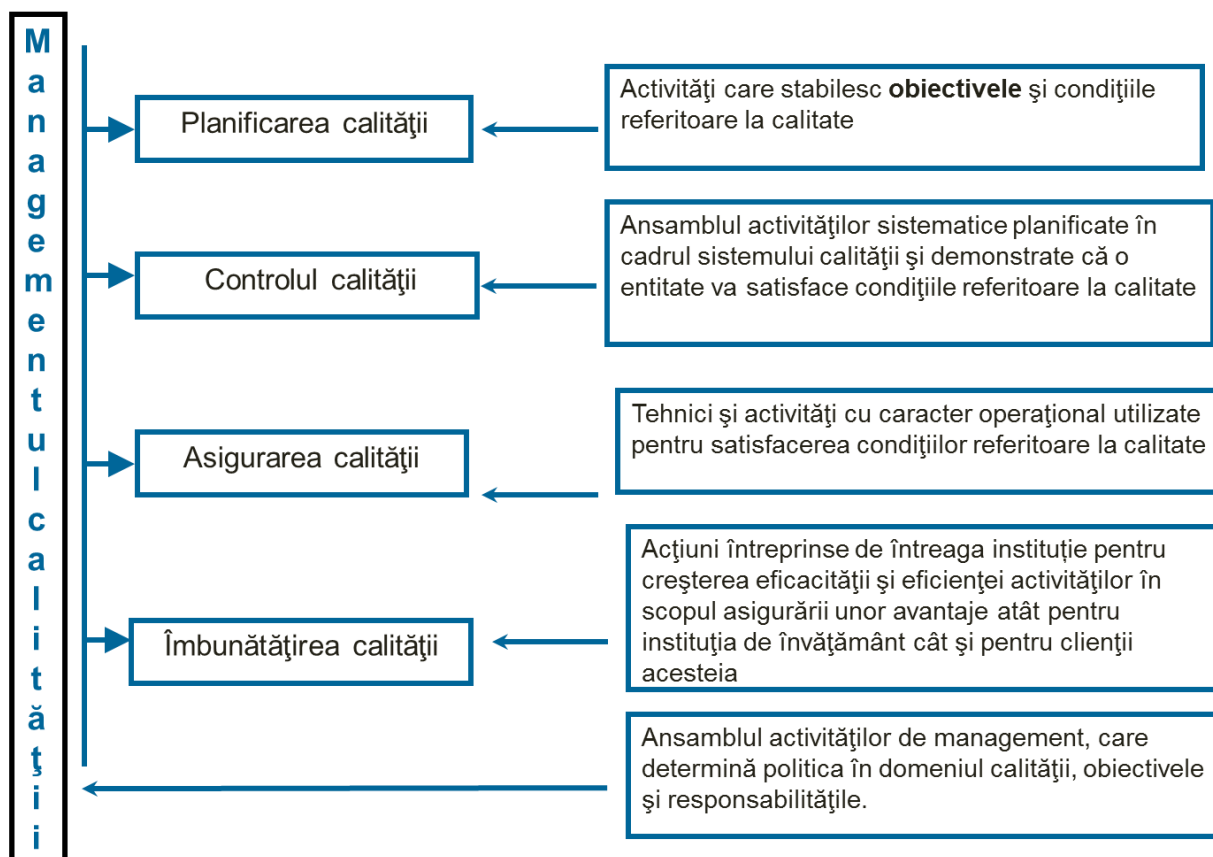 Managementul calităţii
Planificarea calităţii
Activităţi care stabilesc obiectivele şi condiţiile
referitoare la calitate
Controlul calităţii
Ansamblul activităţilor sistematice planificate în
cadrul sistemului calităţii şi demonstrate că o
entitate va satisface condiţiile referitoare la calitate
Asigurarea calităţii
Tehnici şi activităţi cu caracter operaţional utilizate
pentru satisfacerea condiţiilor referitoare la calitate
Îmbunătăţirea calităţii
Acţiuni întreprinse de întreaga instituție pentru
creşterea eficacităţii şi eficienţei activităţilor în
scopul asigurării unor avantaje atât pentru
instituţia de învăţământ cât şi pentru clienţii
acesteia
Ansamblul activităţilor de management, care
determină politica în domeniul calităţii, obiectivele
şi responsabilităţile.